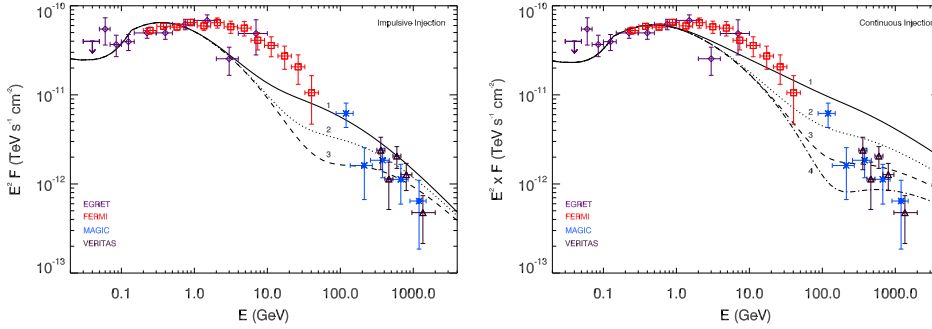 Impulsive Injection
10⁻¹⁰
10⁻¹¹
10⁻¹²
10⁻¹³
E² F (TeV s⁻¹ cm⁻²)
1
2
3
EGRET
FERMI
MAGIC
VERITAS
0.1 1.0 10.0 100.0 1000.0
E (GeV)
Continuous Injection
10⁻¹⁰
10⁻¹¹
10⁻¹²
10⁻¹³
E² x F (TeV s⁻¹ cm⁻²)
1
2
3
4
EGRET
FERMI
MAGIC
VERITAS
0.1 1.0 10.0 100.0 1000.0
E (GeV)